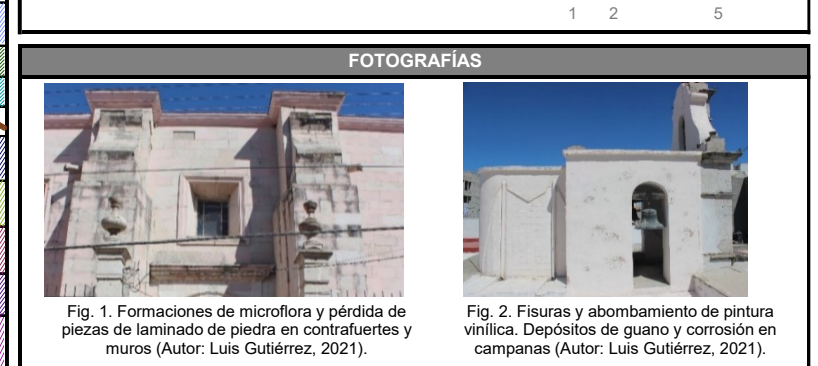 1 2 5
FOTOGRAFÍAS
Fig. 1. Formaciones de microflora y pérdida de
piezas de laminado de piedra en contrafuertes y
muros (Autor: Luis Gutiérrez, 2021).
Fig. 2. Fisuras y abombamiento de pintura
vinílica. Depósitos de guano y corrosión en
campanas (Autor: Luis Gutiérrez, 2021).